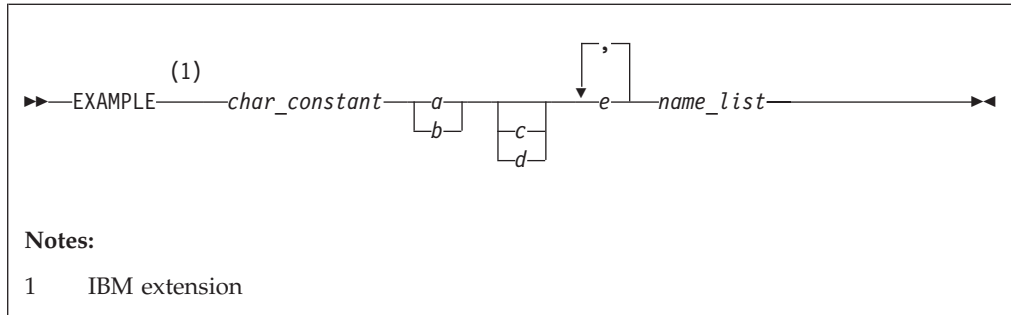 ,
(1)
EXAMPLE char_constant a e name_list
b c
d
Notes:
1 IBM extension